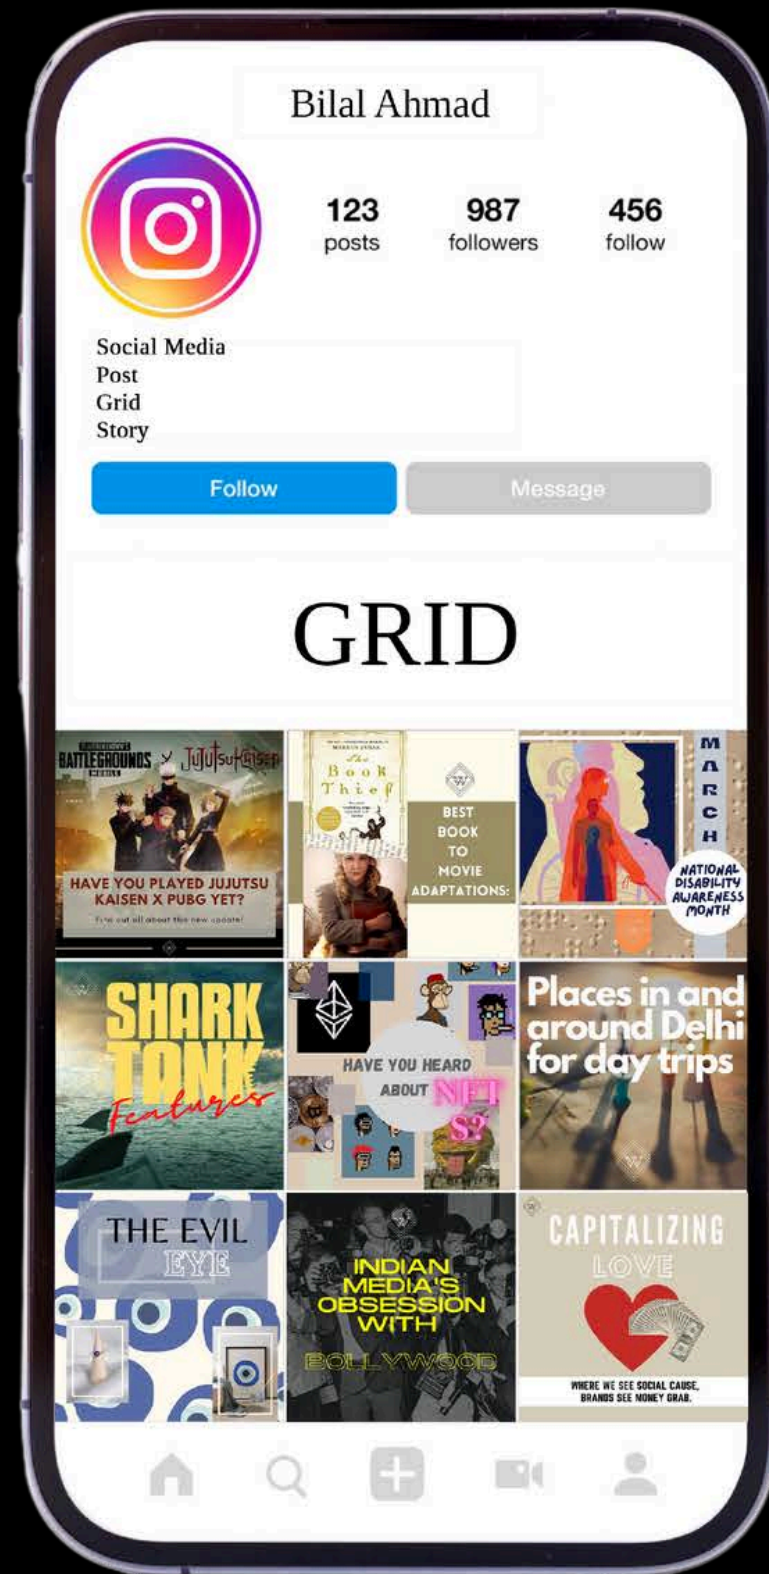 Bilal Ahmad
123
posts
987
followers
456
follow
Social Media
Post
Grid
Story
Follow
Message
GRID
BATTLEGROUNDS
MOBILE
X
JUJUTSU KAISEN
HAVE YOU PLAYED JUJUTSU
KAISEN X PUBG YET?
Find out all about the new update!
MARKUS ZUSAK
The
Book
Thief
W
BEST
BOOK
TO
MOVIE
ADAPTATIONS:
MARCH
NATIONAL
DISABILITY
AWARENESS
MONTH
SHARK
TANK
Features
HAVE YOU HEARD
ABOUT NFT
S?
Places in and
around Delhi
for day trips
W
THE EVIL
EYE
W
INDIAN
MEDIA'S
OBSESSION
WITH
BOLLYWOOD
CAPITALIZING
LOVE
WHERE WE SEE SOCIAL CAUSE,
BRANDS SEE MONEY GRAB.